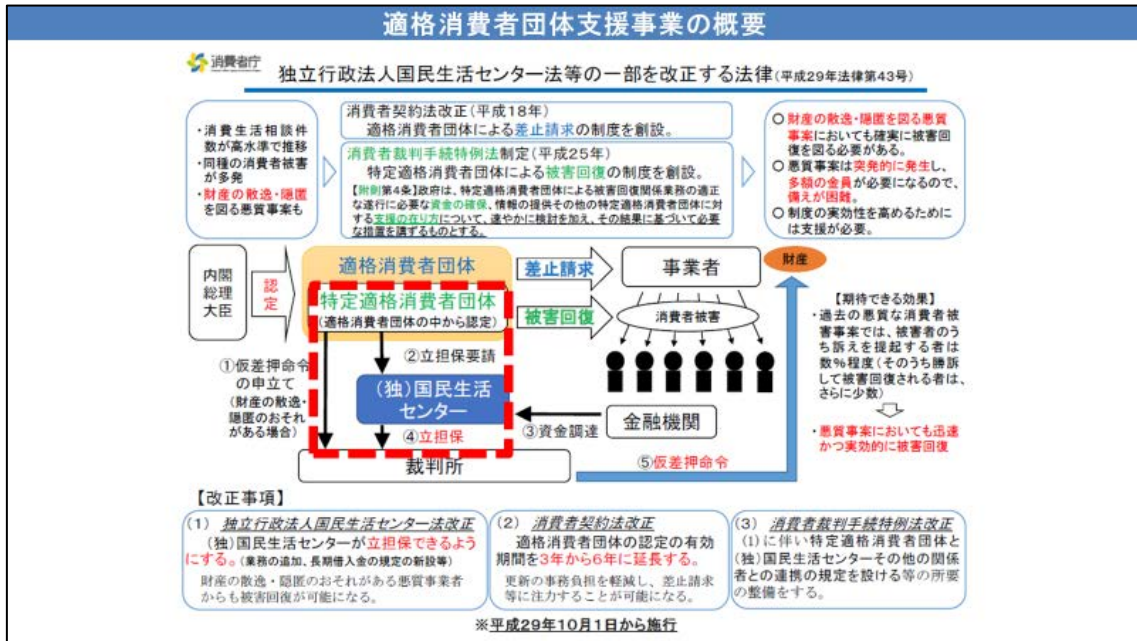 適格消費者団体支援事業の概要
消費者庁
独立行政法人国民生活センター法等の一部を改正する法律(平成29年法律第43号)
・消費生活相談件
数が高水準で推移
・同種の消費者被害
が多発
・財産の散逸・隠匿
を図る悪質事案も
消費者契約法改正(平成18年)
適格消費者団体による差止請求の制度を創設。
消費者裁判手続特例法制定(平成25年)
特定適格消費者団体による被害回復の制度を創設。
【附則第4条】政府は、特定適格消費者団体による被害回復関係業務の適正
な遂行に必要な資金の確保、情報の提供その他の特定適格消費者団体に対
する支援の在り方について、速やかに検討を加え、その結果に基づいて必要
な措置を講ずるものとする。
○ 財産の散逸・隠匿を図る悪質
事案においても確実に被害回
復を図る必要がある。
○ 悪質事案は突発的に発生し、
多額の金員が必要になるので、
備えが困難。
○ 制度の実効性を高めるために
は支援が必要。
内閣
総理
大臣
認定
適格消費者団体
特定適格消費者団体
(適格消費者団体の中から認定)
差止請求
被害回復
事業者
財産
消費者被害
①仮差押命令
の申立て
(財産の散逸・
隠匿のおそれ
がある場合)
②立担保要請
(独)国民生活
センター
④立担保
③資金調達
金融機関
裁判所
⑤仮差押命令
【期待できる効果】
・過去の悪質な消費者被
害事案では、被害者のう
ち訴えを提起する者は
数%程度(そのうち勝訴
して被害回復される者は、
さらに少数)
・悪質事案においても迅速
かつ実効的に被害回復
【改正事項】
(1) 独立行政法人国民生活センター法改正
(独)国民生活センターが立担保できるよう
にする。(業務の追加、長期借入金の規定の新設等)
財産の散逸・隠匿のおそれがある悪質事業者
からも被害回復が可能になる。
(2) 消費者契約法改正
適格消費者団体の認定の有効
期間を3年から6年に延長する。
更新の事務負担を軽減し、差止請求
等に注力することが可能になる。
(3) 消費者裁判手続特例法改正
(1)に伴い特定適格消費者団体と
(独)国民生活センターその他の関係
者との連携の規定を設ける等の所要
の整備をする。
※平成29年10月1日から施行